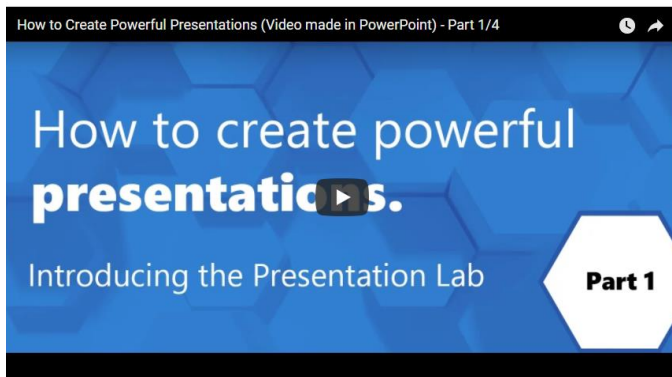 How to Create Powerful Presentations (Video made in PowerPoint) - Part 1/4
How to create powerful
presentations.
Introducing the Presentation Lab
Part 1